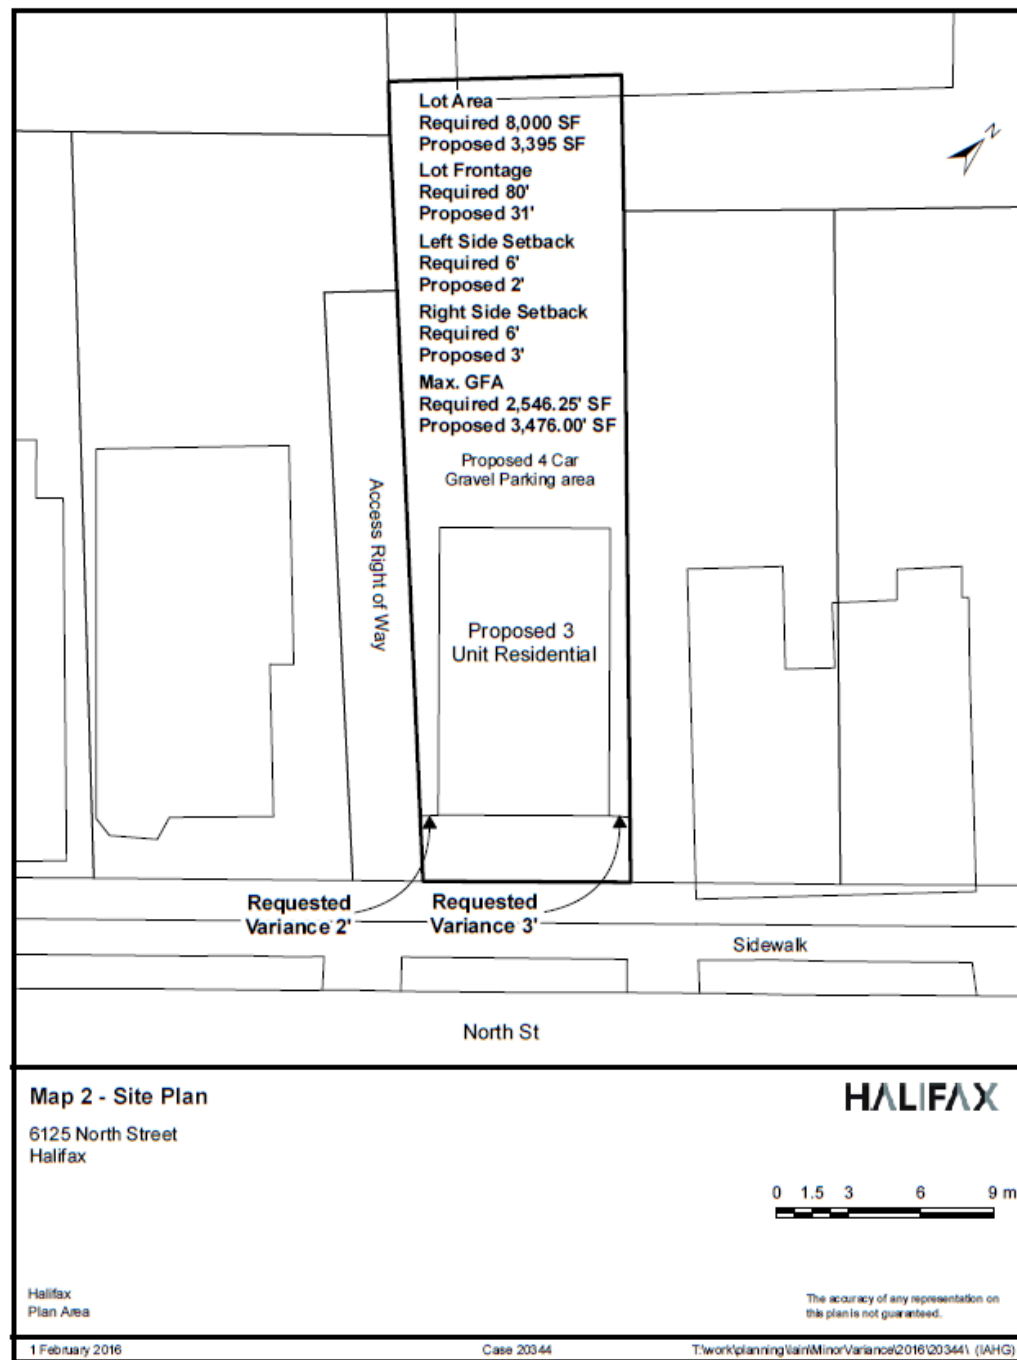 Lot Area
Required 8,000 SF
Proposed 3,395 SF
Lot Frontage
Required 80'
Proposed 31'
Left Side Setback
Required 6'
Proposed 2'
Right Side Setback
Required 6'
Proposed 3'
Max. GFA
Required 2,546.25' SF
Proposed 3,476.00' SF
Proposed 4 Car
Gravel Parking area
N
Access Right of Way
Proposed 3
Unit Residential
Requested
Variance 2'
Requested
Variance 3'
Sidewalk
North St
Map 2 - Site Plan
6125 North Street
Halifax
HALIFAX
0 1.5 3 6 9 m
Halifax
Plan Area
The accuracy of any representation on
this plan is not guaranteed.
1 February 2016
Case 20344
T:\work\planning\Iain\MinorVariance\2016\20344\ (IAHG)